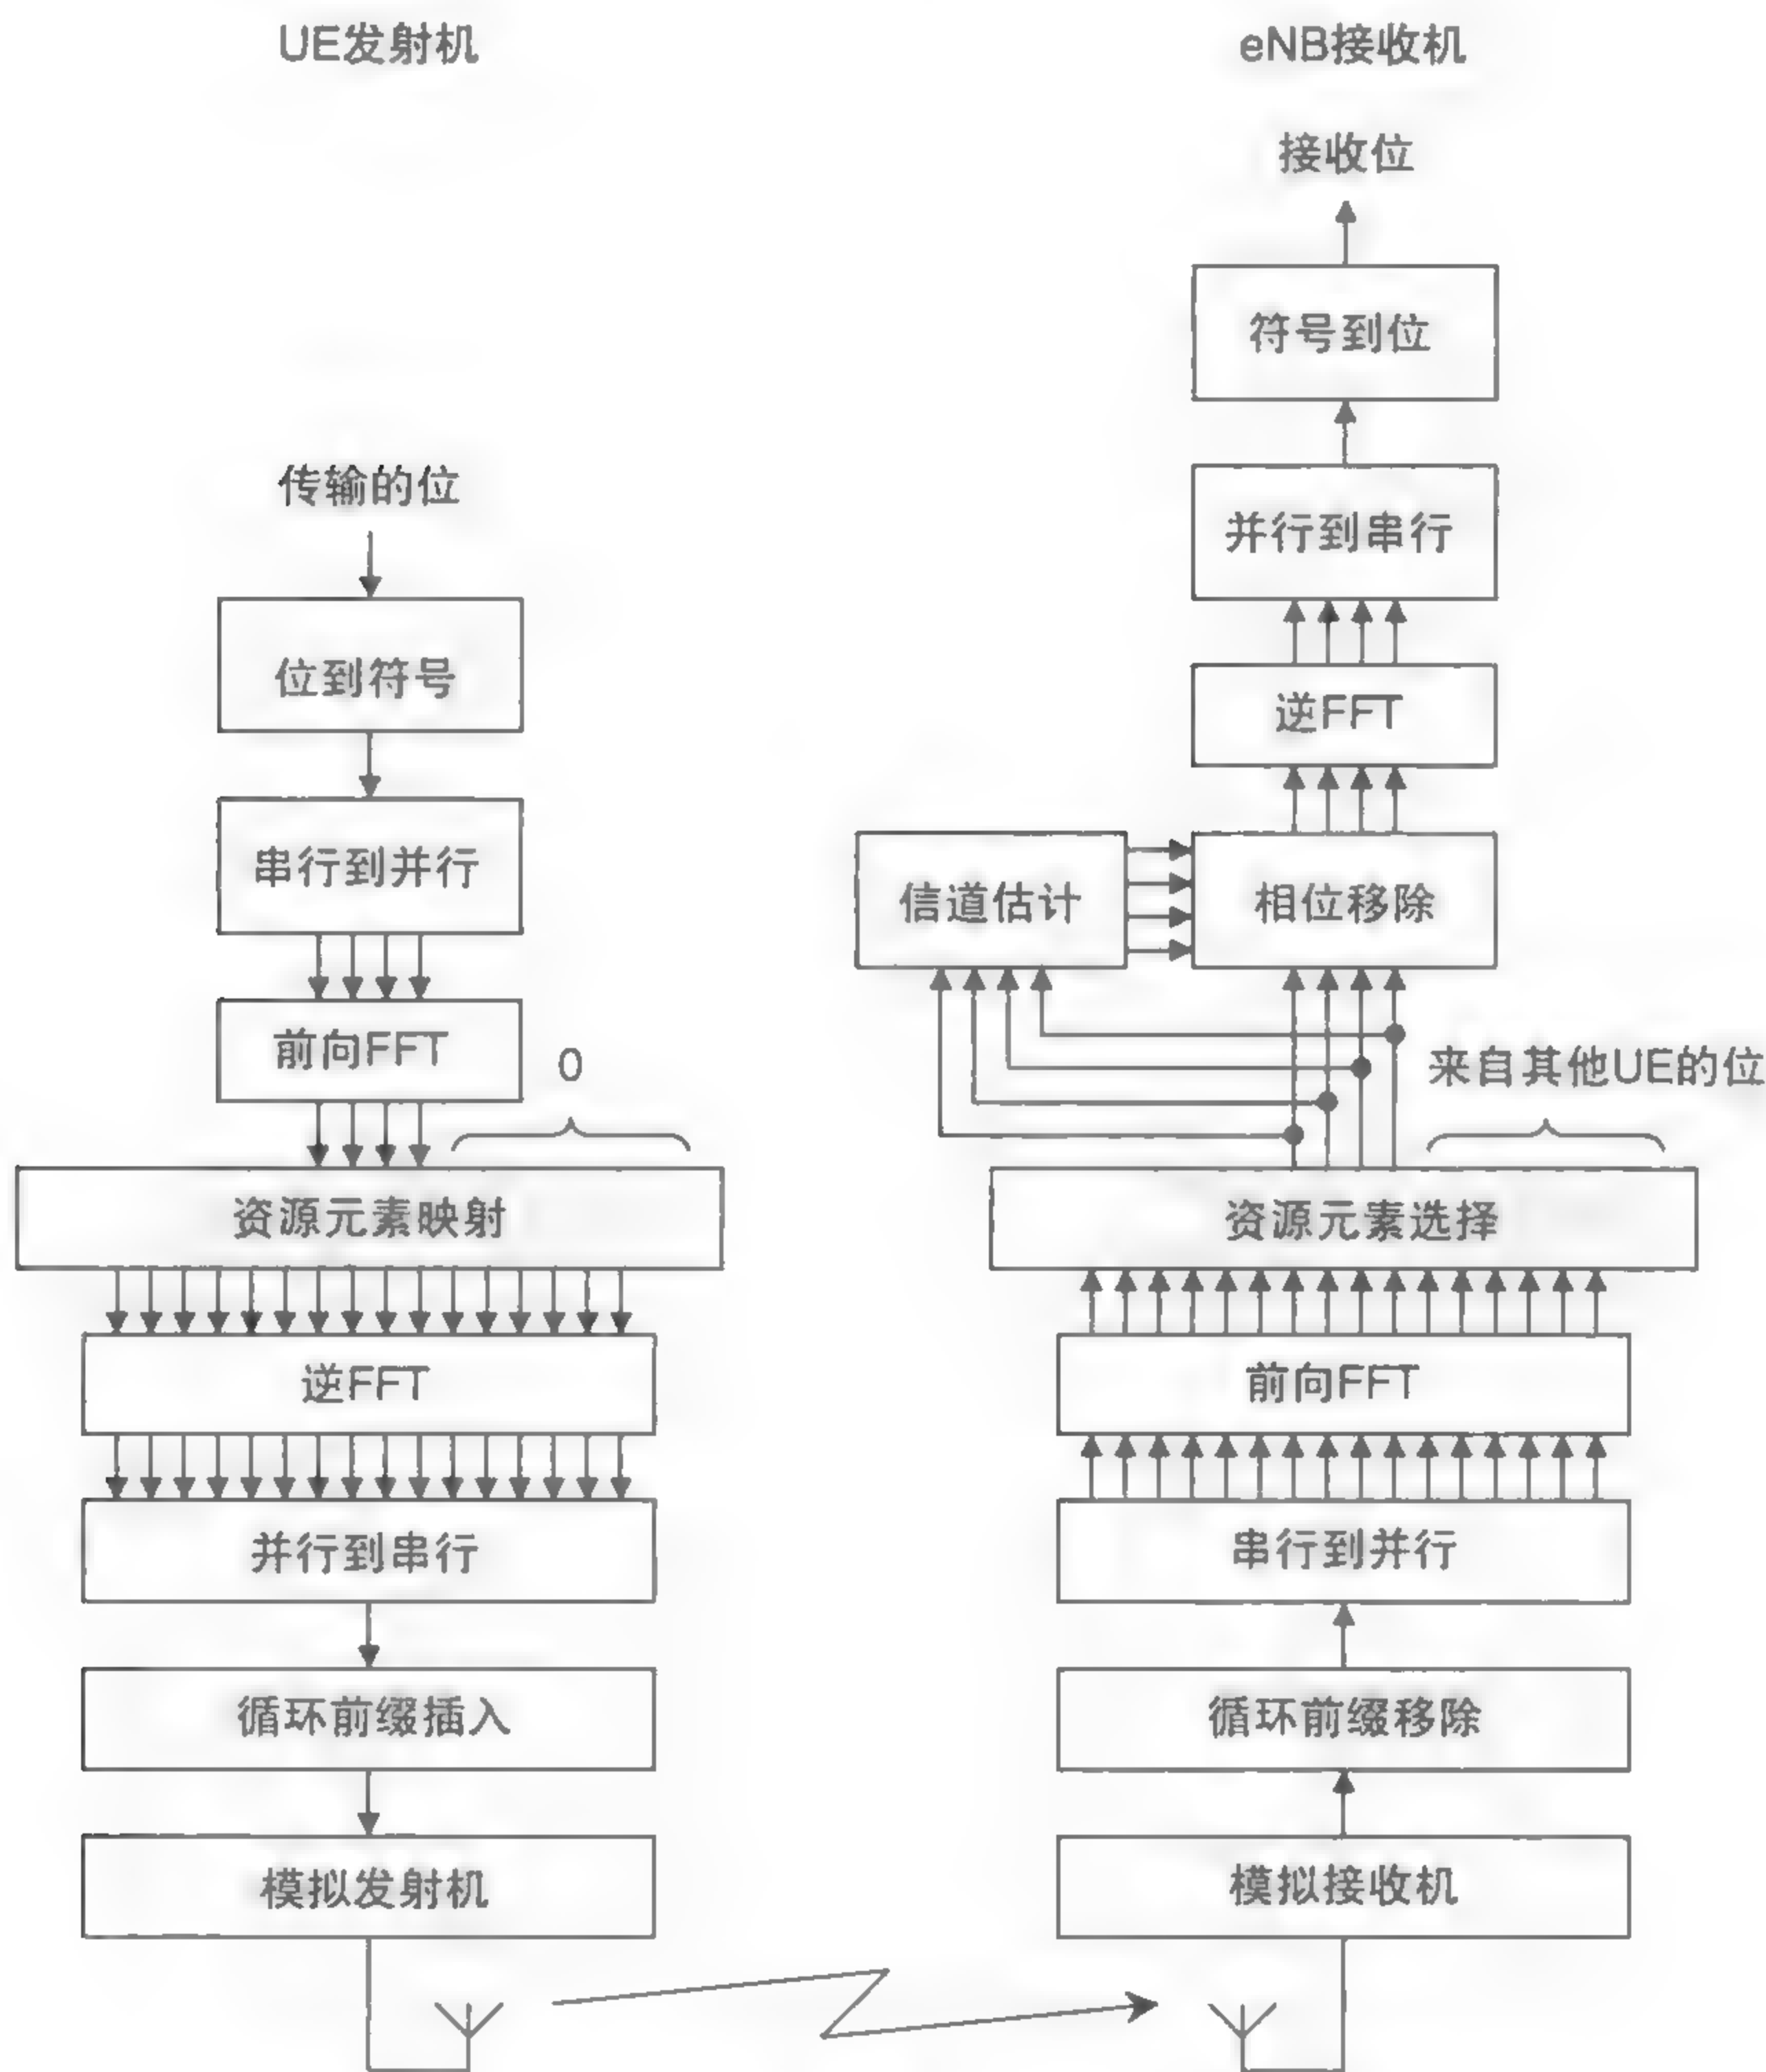 UE发射机
传输的位
位到符号
串行到并行
前向FFT
0
资源元素映射
逆FFT
并行到串行
循环前缀插入
模拟发射机
eNB接收机
接收位
符号到位
并行到串行
逆FFT
信道估计
相位移除
来自其他UE的位
资源元素选择
前向FFT
串行到并行
循环前缀移除
模拟接收机